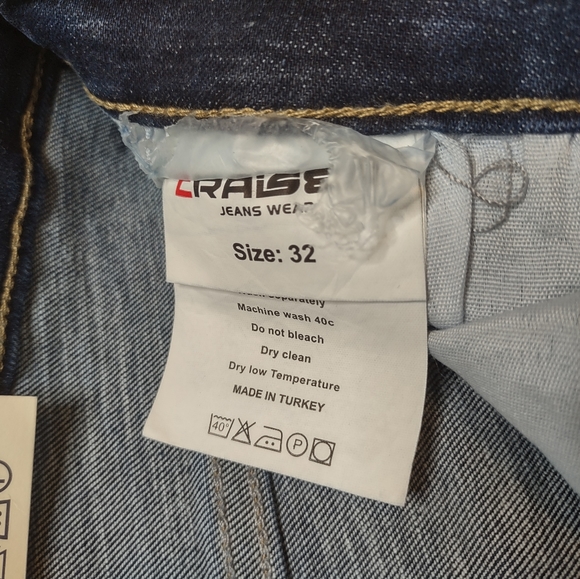 JEANS WEAR
Size: 32
separately
Machine wash 40c
Do not bleach
Dry clean
Dry low Temperature
MADE IN TURKEY
40°
P